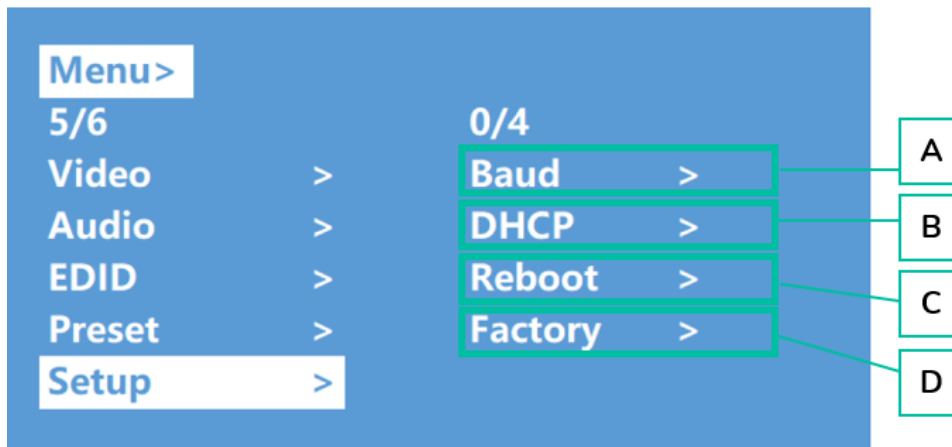 Menu>
5/6 0/4
Video > Baud > A
Audio > DHCP > B
EDID > Reboot > C
Preset > Factory > D
Setup >